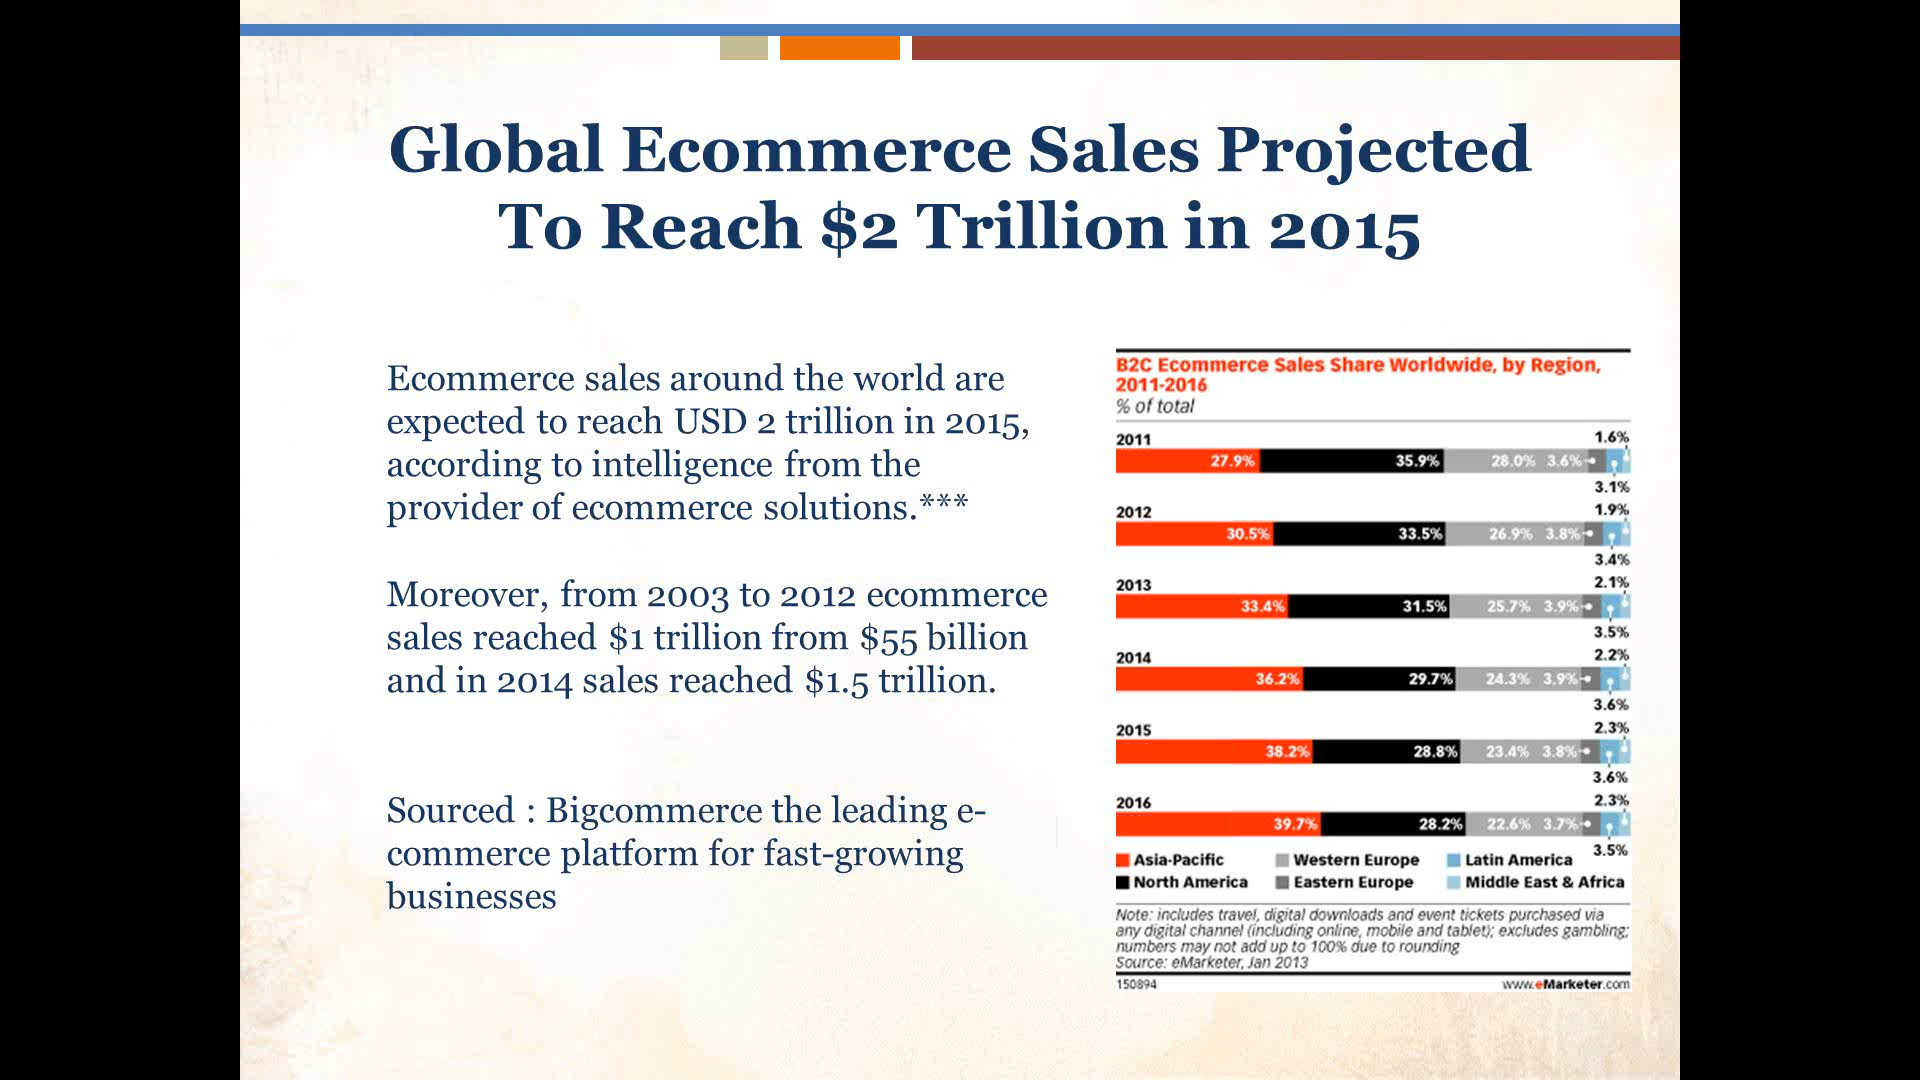 Global Ecommerce Sales Projected
To Reach $2 Trillion in 2015
Ecommerce sales around the world are
expected to reach USD 2 trillion in 2015,
according to intelligence from the
provider of ecommerce solutions.***
Moreover, from 2003 to 2012 ecommerce
sales reached $1 trillion from $55 billion
and in 2014 sales reached $1.5 trillion.
Sourced : Bigcommerce the leading e-
commerce platform for fast-growing
businesses
B2C Ecommerce Sales Share Worldwide, by Region,
2011-2016
% of total
2011 1.6%
27.9% 35.9% 28.0% 3.6%
3.1%
2012 1.9%
30.5% 33.5% 26.9% 3.8%
3.4%
2013 2.1%
33.4% 31.5% 25.7% 3.9%
3.5%
2014 2.2%
36.2% 29.7% 24.3% 3.9%
3.6%
2015 2.3%
38.2% 28.8% 23.4% 3.8%
3.6%
2016 2.3%
39.7% 28.2% 22.6% 3.7%
3.5%
Asia-Pacific Western Europe Latin America
North America Eastern Europe Middle East & Africa
Note: includes travel, digital downloads and event tickets purchased via
any digital channel (including online, mobile and tablet); excludes gambling;
numbers may not add up to 100% due to rounding
Source: eMarketer, Jan 2013
150894 www.eMarketer.com